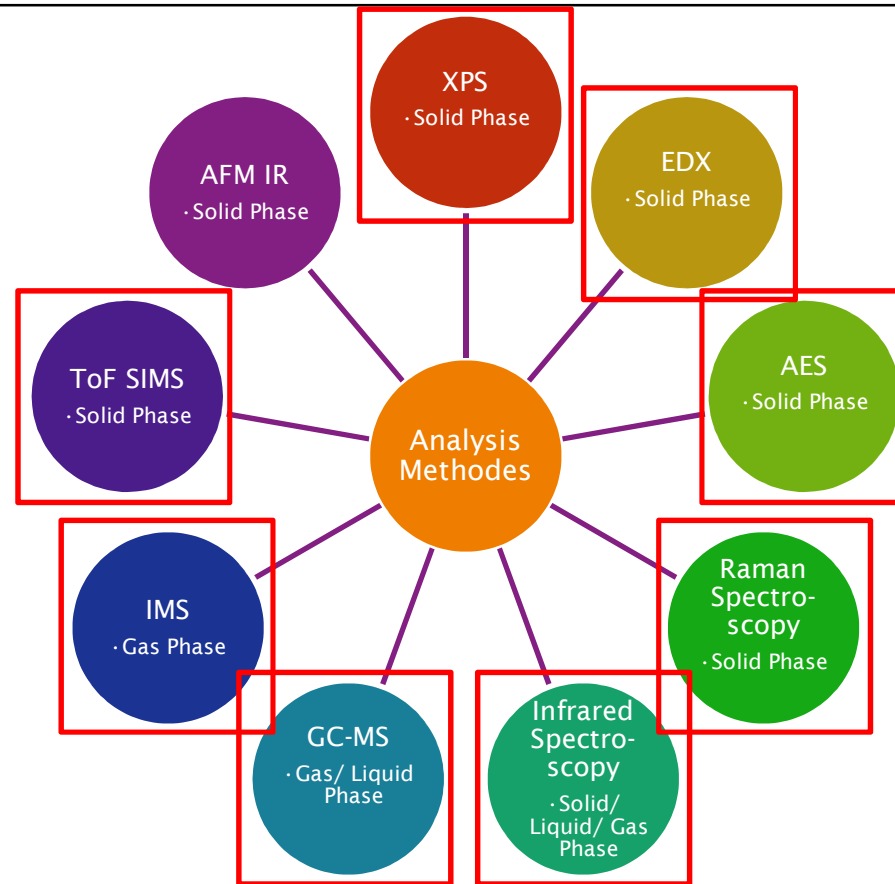 XPS
·Solid Phase
EDX
·Solid Phase
AES
·Solid Phase
Raman
Spectro-
scopy
·Solid Phase
Infrared
Spectro-
scopy
·Solid/
Liquid/ Gas
Phase
GC-MS
·Gas/ Liquid
Phase
IMS
·Gas Phase
ToF SIMS
·Solid Phase
AFM IR
·Solid Phase
Analysis
Methodes